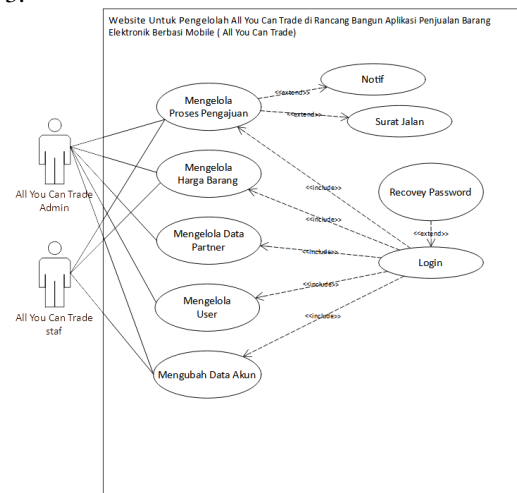 Website Untuk Pengelolah All You Can Trade di Rancang Bangun Aplikasi Penjualan Barang
Elektronik Berbasi Mobile ( All You Can Trade)
Notif
<<extend>>
Mengelola
Proses Pengajuan
<<extend>>
Surat Jalan
All You Can Trade
Admin
Mengelola
Harga Barang
<<include>>
Recovey Password
<<include>>
<<extend>>
Mengelola Data
Partner
<<include>>
Login
All You Can Trade
staf
Mengelola
User
<<include>>
<<include>>
Mengubah Data Akun